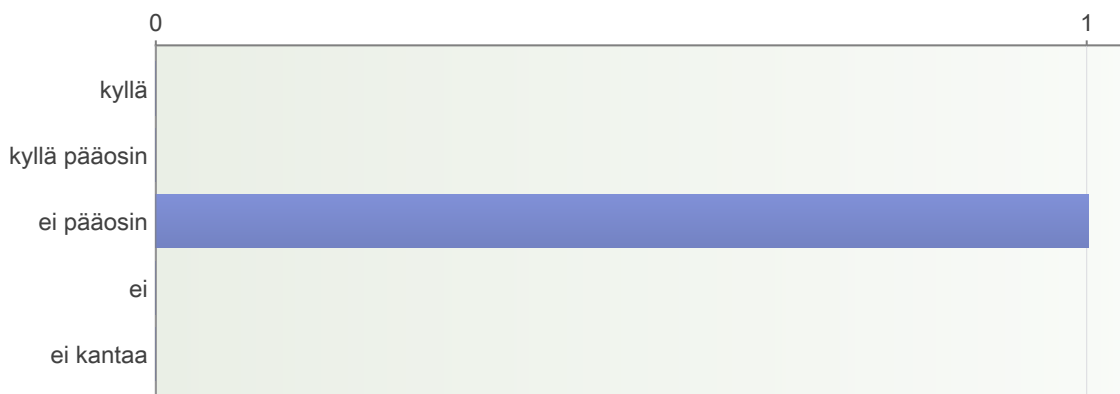 0 1
kyllä
kyllä pääosin
ei pääosin
ei
ei kantaa